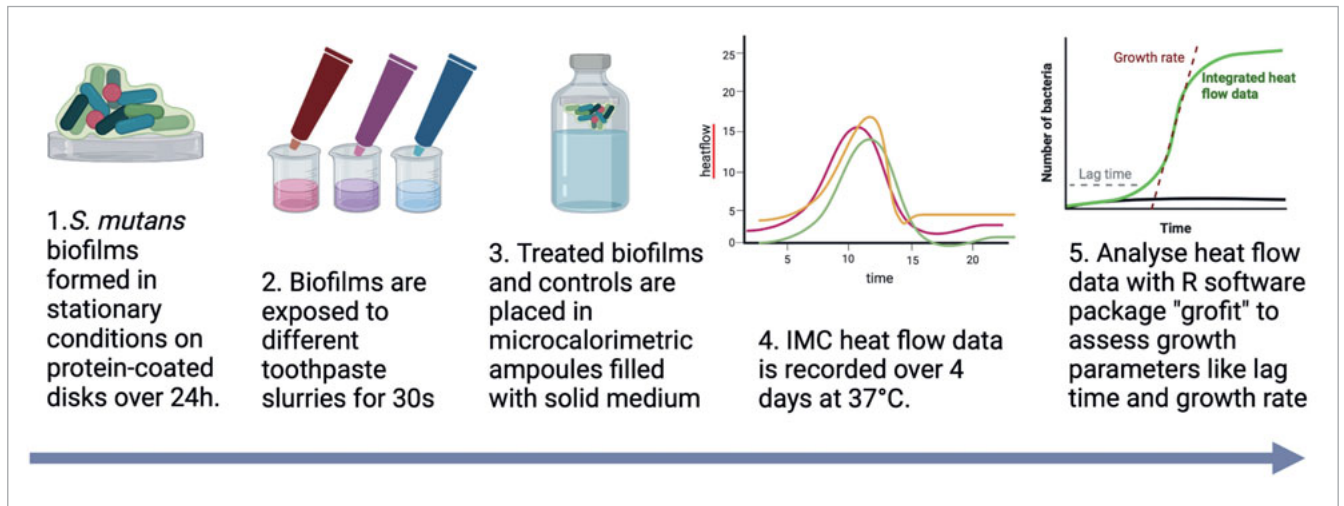 1.S. mutans
biofilms
formed in
stationary
conditions on
protein-coated
disks over 24h.
2. Biofilms are
exposed to
different
toothpaste
slurries for 30s
3. Treated biofilms
and controls are
placed in
microcalorimetric
ampoules filled
with solid medium
25
20
15
10
5
0
heatflow
5
10
15
20
time
4. IMC heat flow data
is recorded over 4
days at 37°C.
Growth rate
Integrated heat
flow data
Lag time
Number of bacteria
Time
5. Analyse heat flow
data with R software
package "grofit" to
assess growth
parameters like lag
time and growth rate